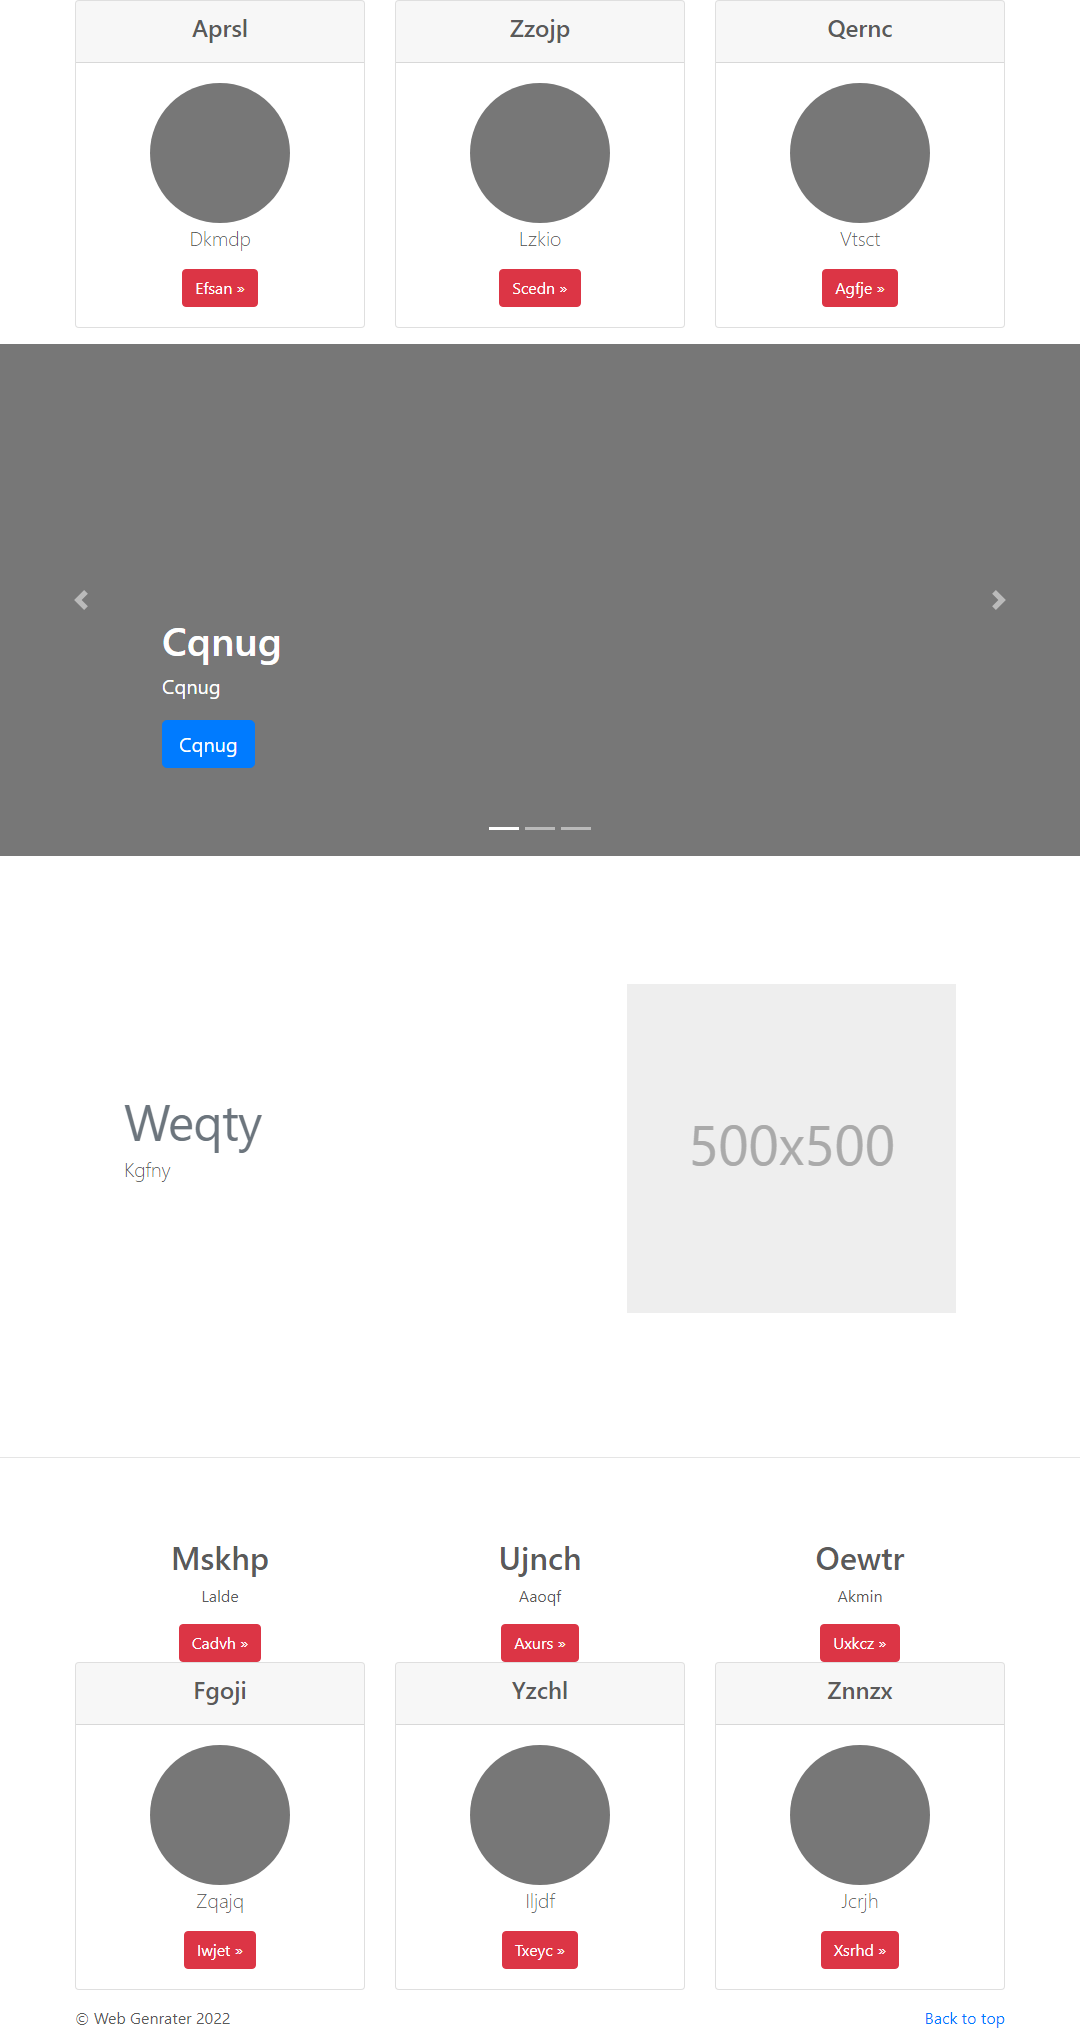 Aprsl
Zzojp
Qernc
Dkmdp
Lzkio
Vtsct
Efsan »
Scedn »
Agfje »
Cqnug
Cqnug
Cqnug
Weqty
Kgfny
500x500
Mskhp
Ujnch
Oewtr
Lalde
Aaoqf
Akmin
Cadvh »
Axurs »
Uxkcz »
Fgoji
Yzchl
Znnzx
Zqajq
Iljdf
Jcrjh
Iwjet »
Txeyc »
Xsrhd »
© Web Genrater 2022
Back to top